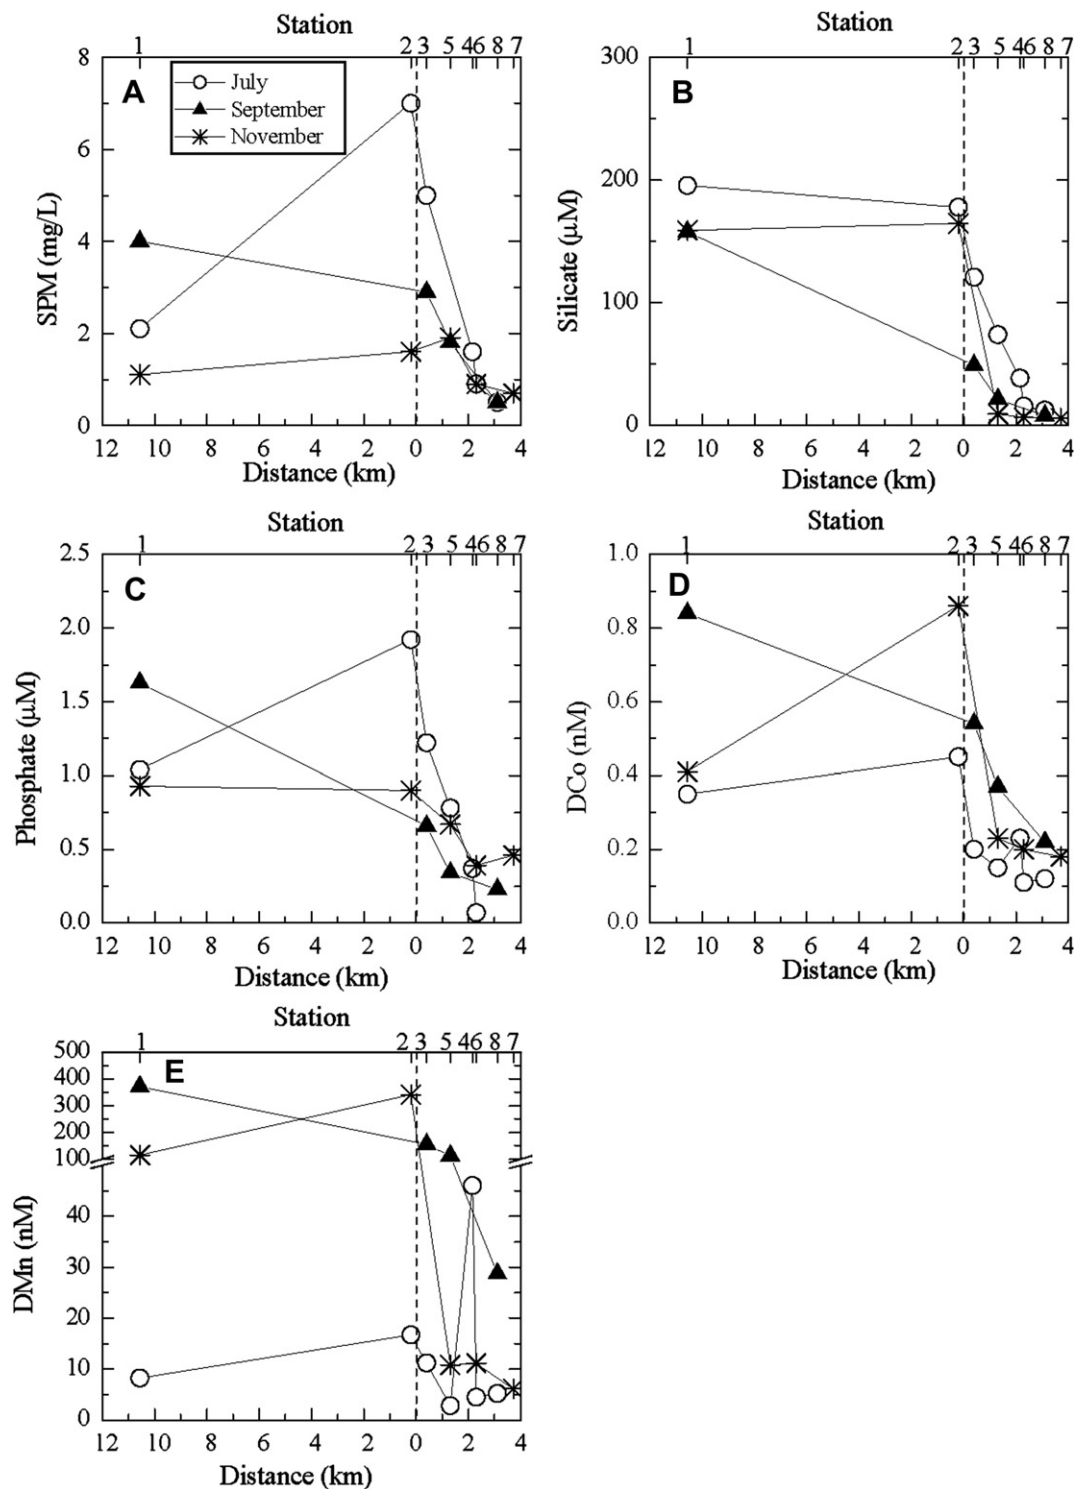 Station
1 2 3 5 46 8 7
A
July
September
November
8
6
4
2
0
SPM (mg/L)
12 10 8 6 4 2 0 2 4
Distance (km)
Station
1 2 3 5 46 8 7
B
300
200
100
0
Silicate (μM)
12 10 8 6 4 2 0 2 4
Distance (km)
Station
1 2 3 5 46 8 7
C
2.5
2.0
1.5
1.0
0.5
0.0
Phosphate (μM)
12 10 8 6 4 2 0 2 4
Distance (km)
Station
1 2 3 5 46 8 7
D
1.0
0.8
0.6
0.4
0.2
0.0
DCo (nM)
12 10 8 6 4 2 0 2 4
Distance (km)
Station
1 2 3 5 46 8 7
E
500
400
300
200
100
40
30
20
10
0
DMn (nM)
12 10 8 6 4 2 0 2 4
Distance (km)